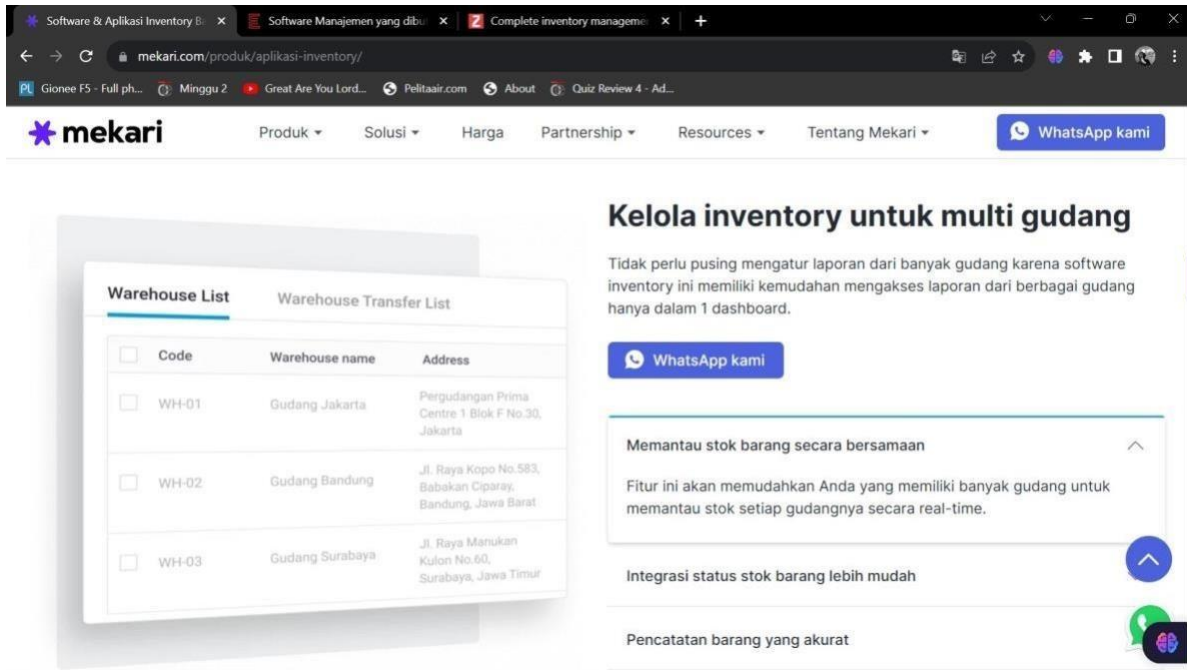 Software & Aplikasi Inventory Ba
Software Manajemen yang dibu
Complete inventory manageme
mekari.com/produk/aplikasi-inventory/
PL Gionee F5 - Full ph...
Minggu 2
Great Are You Lord...
Pelitaair.com
About
Quiz Review 4 - Ad...
mekari
Produk
Solusi
Harga
Partnership
Resources
Tentang Mekari
WhatsApp kami
Warehouse List
Warehouse Transfer List
Code Warehouse name Address
WH-01 Gudang Jakarta Pergudangan Prima
Centre 1 Blok F No.30,
Jakarta
WH-02 Gudang Bandung Jl. Raya Kopo No.583,
Babakan Ciparay,
Bandung, Jawa Barat
WH-03 Gudang Surabaya Jl. Raya Manukan
Kulon No.60,
Surabaya, Jawa Timur
Kelola inventory untuk multi gudang
Tidak perlu pusing mengatur laporan dari banyak gudang karena software
inventory ini memiliki kemudahan mengakses laporan dari berbagai gudang
hanya dalam 1 dashboard.
WhatsApp kami
Memantau stok barang secara bersamaan
Fitur ini akan memudahkan Anda yang memiliki banyak gudang untuk
memantau stok setiap gudangnya secara real-time.
Integrasi status stok barang lebih mudah
Pencatatan barang yang akurat